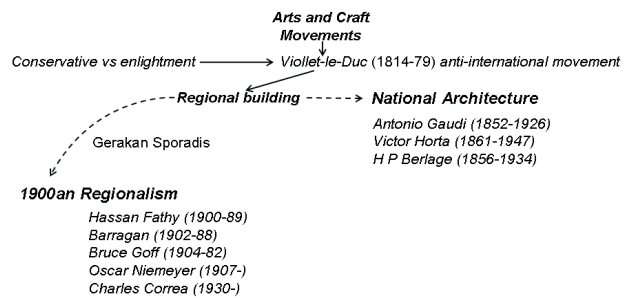 Arts and Craft
Movements
Conservative vs enlightment
Viollet-le-Duc (1814-79) anti-international movement
Regional building
National Architecture
Antonio Gaudi (1852-1926)
Victor Horta (1861-1947)
H P Berlage (1856-1934)
Gerakan Sporadis
1900an Regionalism
Hassan Fathy (1900-89)
Barragan (1902-88)
Bruce Goff (1904-82)
Oscar Niemeyer (1907-)
Charles Correa (1930-)